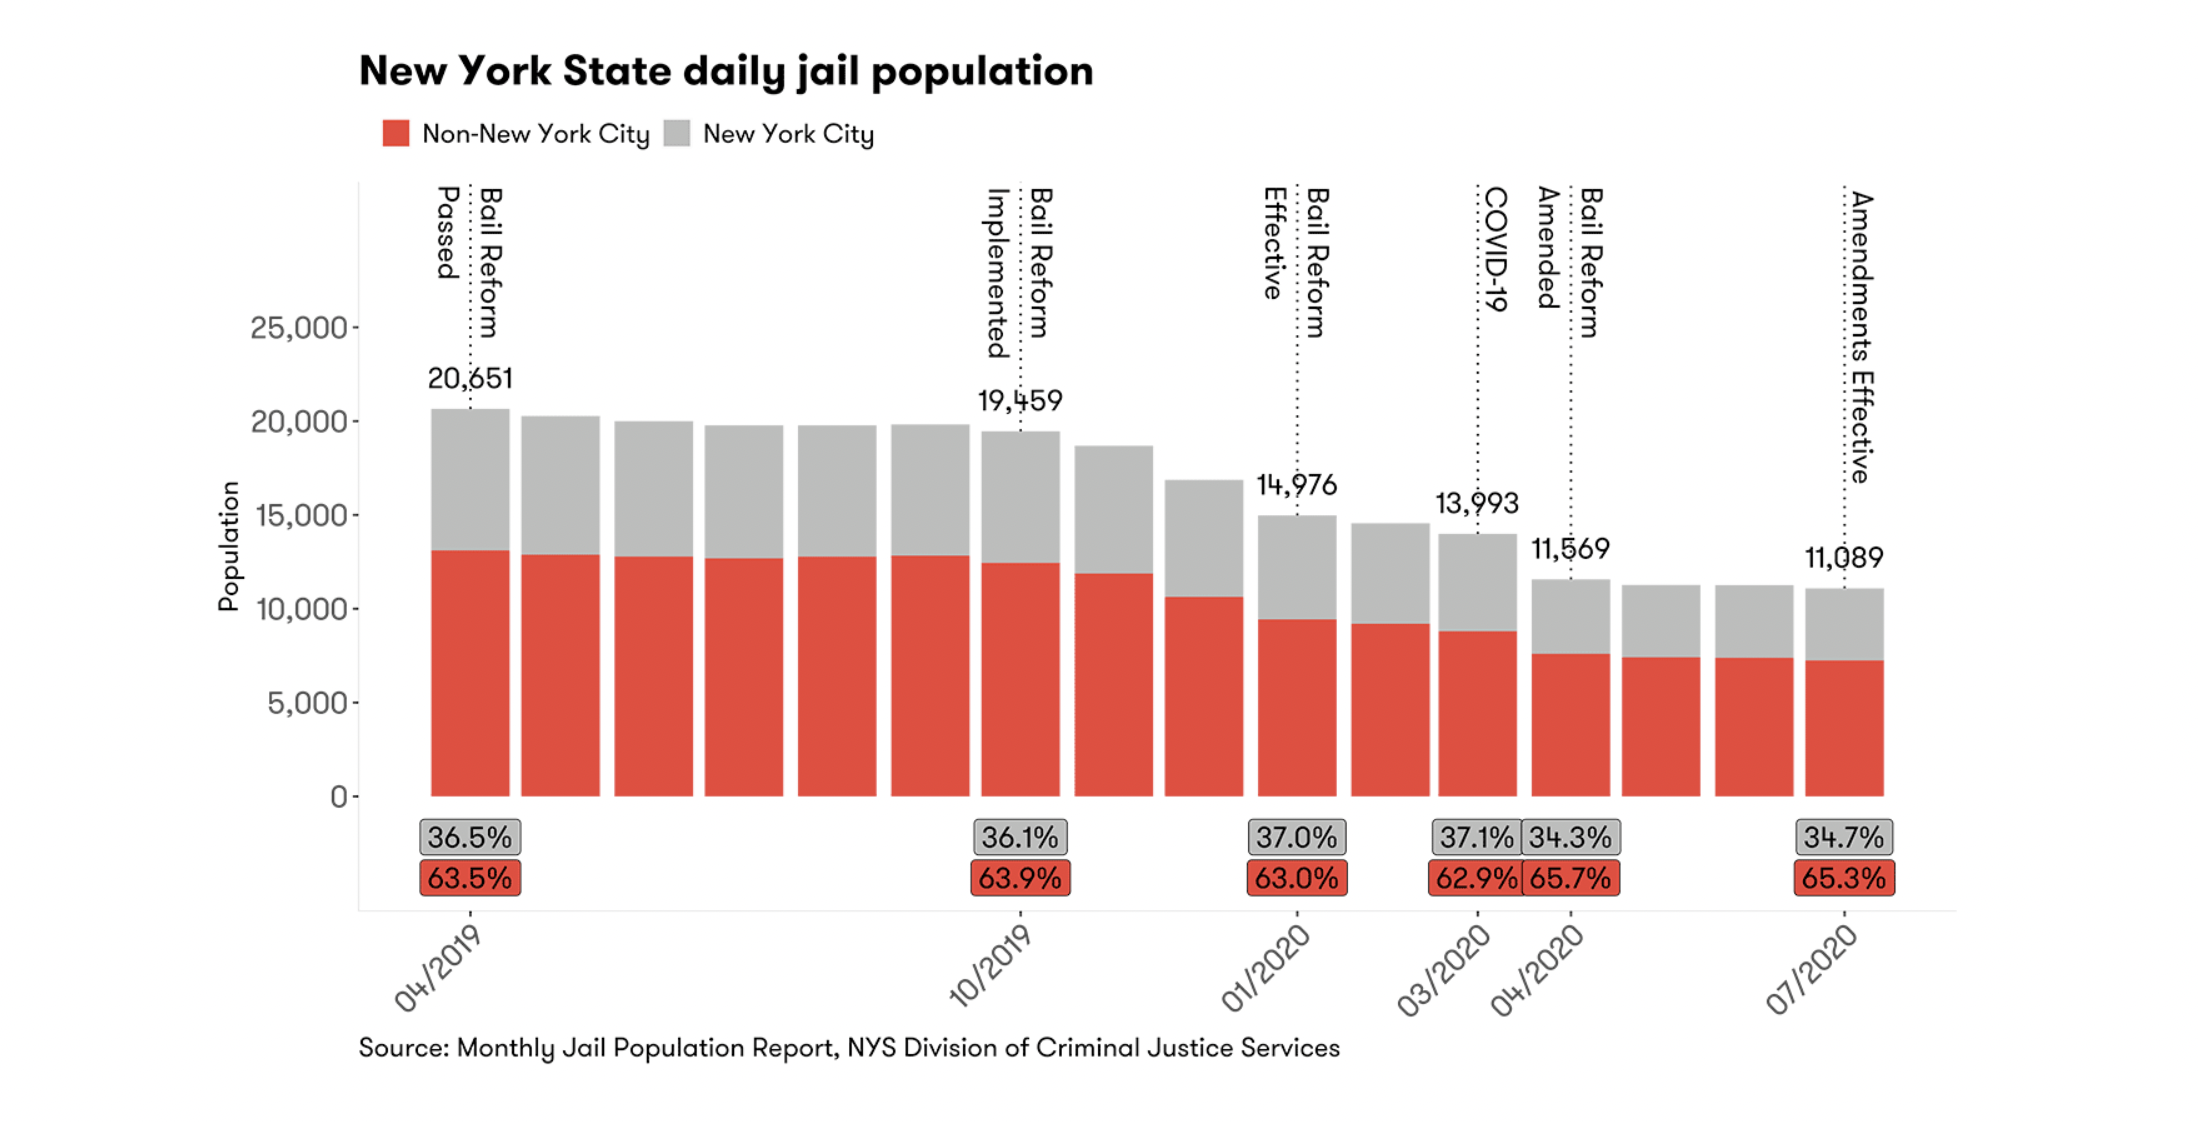 New York State daily jail population
Non-New York City
New York City
Bail Reform
Passed
Bail Reform
Implemented
Bail Reform
Effective
COVID-19
Bail Reform
Amended
Amendments Effective
Population
25,000
20,000
15,000
10,000
5,000
0
20,651
19,459
14,976
13,993
11,569
11,089
36.5%
36.1%
37.0%
37.1%
34.3%
34.7%
63.5%
63.9%
63.0%
62.9%
65.7%
65.3%
04/2019
10/2019
01/2020
03/2020
04/2020
07/2020
Source: Monthly Jail Population Report, NYS Division of Criminal Justice Services